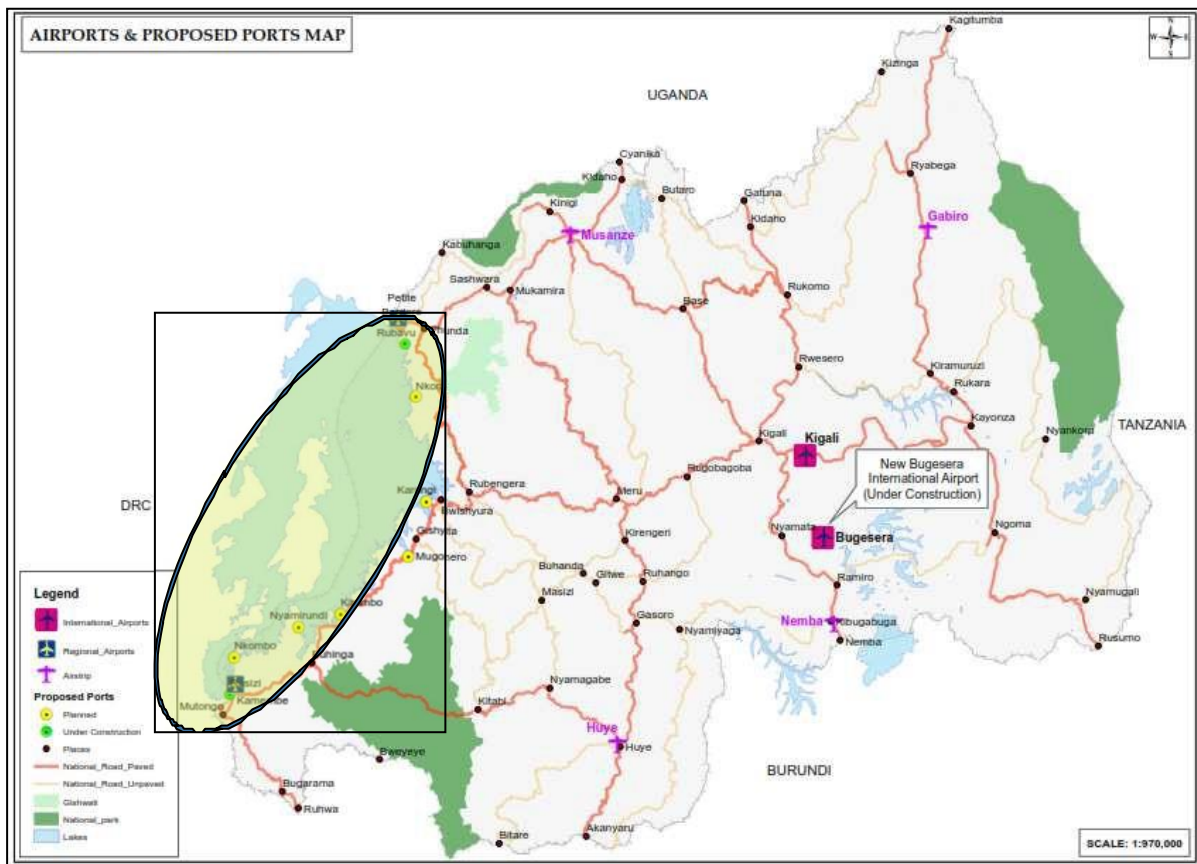 AIRPORTS & PROPOSED PORTS MAP
Kagitumba
N
W E
S
Kizinga
UGANDA
Cyanika
Kidaho
Butaro
Ryabega
Kinigi
Gatuna
Kidaho
Gabiro
Musanze
Kabuhanga
Sashwara
Mukamira
Rukomo
Petite
Base
Rubavu
Rwesero
Kiramuruzi
Rukara
Kayonza
TANZANIA
Kigali
Kigali
Nyankora
Rugobagoba
New Bugesera
International Airport
(Under Construction)
Rubengera
Meru
DRC
Bwishyura
Gishyita
Kirengeri
Nyamata
Bugesera
Ngoma
Mugonero
Buhanda
Gitwe
Ruhango
Ramiro
Masizi
Nyamugali
Gasoro
Nyamirundi
Nyamiyaga
Nemba
Nemba
Rusumo
Nkombo
Nyamagabe
Kitabi
Mutongo
Huye
Huye
Bweyeye
BURUNDI
Bugarama
Ruhwa
Bitare
Akanyaru
Legend
International_Airports
Regional_Airports
Airstrip
Proposed Ports
Planned
Under Construction
Places
National_Road_Paved
National_Road_Unpaved
Gishwati
National_park
Lakes
SCALE: 1:970,000